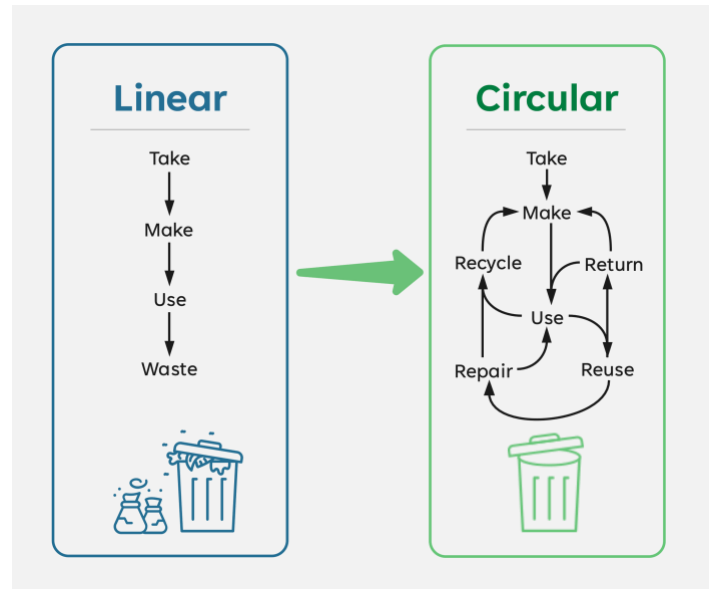 Linear
Take
Make
Use
Waste
Circular
Take
Make
Recycle
Return
Use
Repair
Reuse